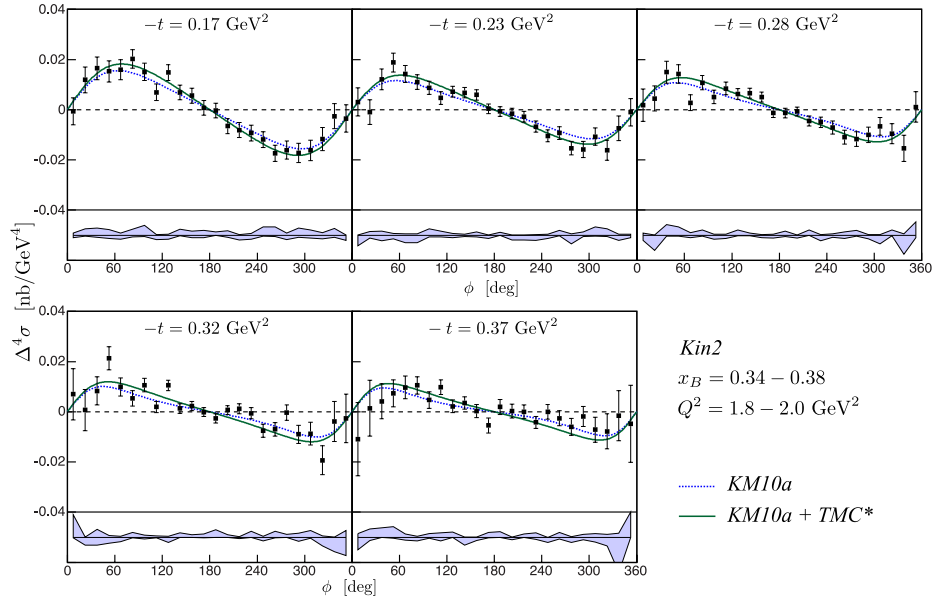 −t = 0.17 GeV²
−t = 0.23 GeV²
−t = 0.28 GeV²
0.04
0.02
0
-0.02
-0.04
0 60 120 180 240 300 0 60 120 180 240 300 0 60 120 180 240 300 360
ϕ [deg]
ϕ [deg]
Δ⁴σ [nb/GeV⁴]
−t = 0.32 GeV²
− t = 0.37 GeV²
0.04
0.02
0
-0.02
-0.04
0 60 120 180 240 300 0 60 120 180 240 300 360
ϕ [deg]
Kin2
x_B = 0.34 − 0.38
Q² = 1.8 − 2.0 GeV²
KM10a
KM10a + TMC*